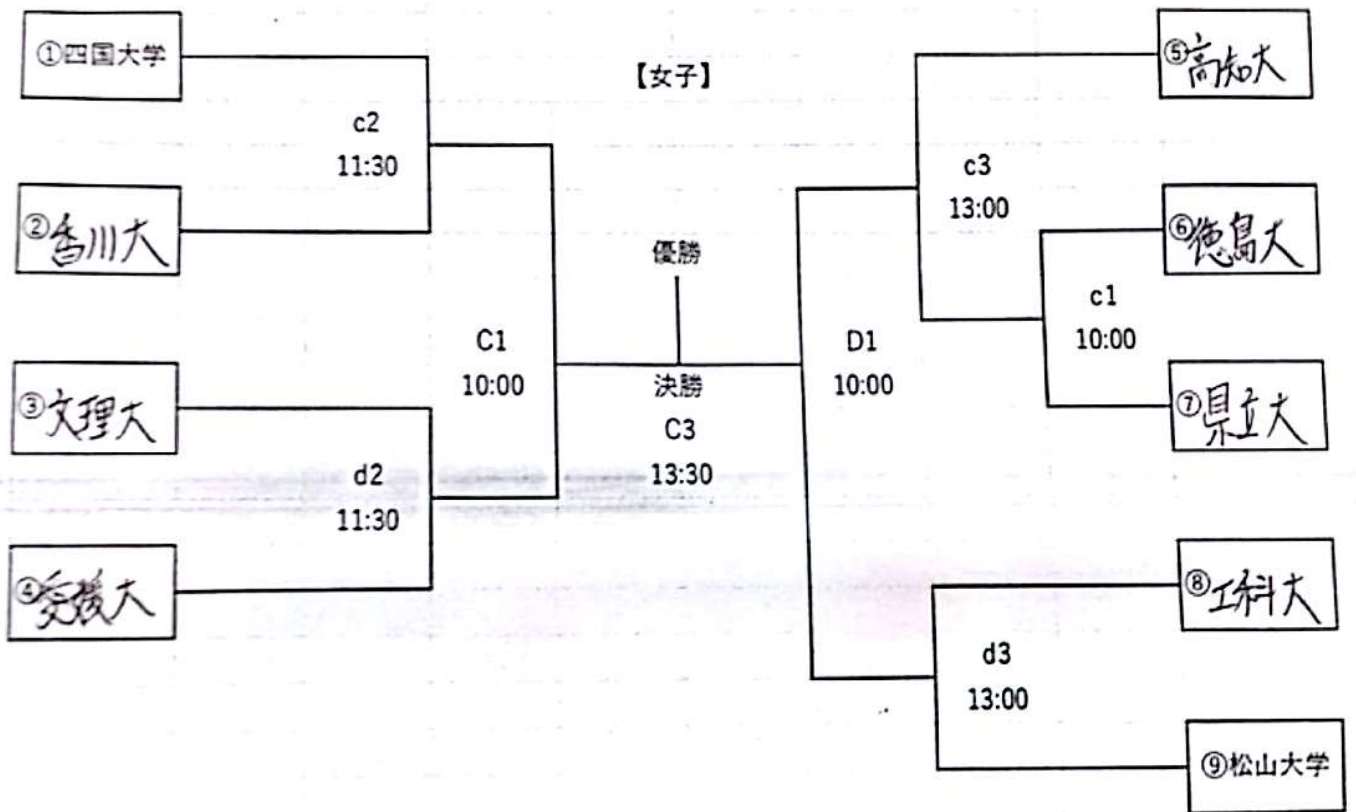 【女子】
①四国大学
c2
11:30
②香川大
C1
10:00
③文理大
d2
11:30
④愛媛大
優勝
決勝
C3
13:30
⑤高知大
c3
13:00
⑥徳島大
c1
10:00
⑦県立大
D1
10:00
⑧工科大
d3
13:00
⑨松山大学